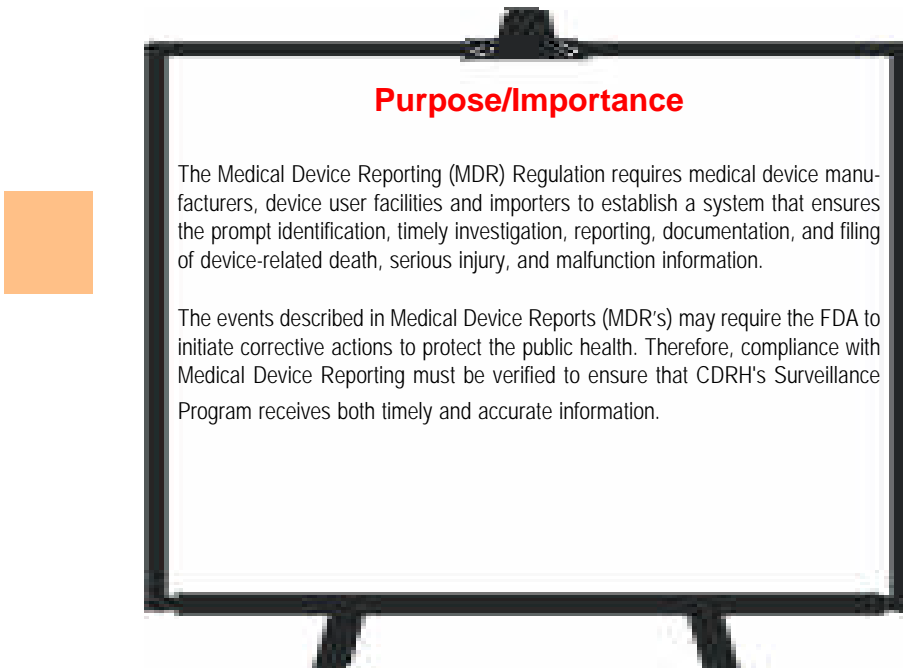 Purpose/Importance
The Medical Device Reporting (MDR) Regulation requires medical device manu-
facturers, device user facilities and importers to establish a system that ensures
the prompt identification, timely investigation, reporting, documentation, and filing
of device-related death, serious injury, and malfunction information.
The events described in Medical Device Reports (MDR’s) may require the FDA to
initiate corrective actions to protect the public health. Therefore, compliance with
Medical Device Reporting must be verified to ensure that CDRH's Surveillance
Program receives both timely and accurate information.